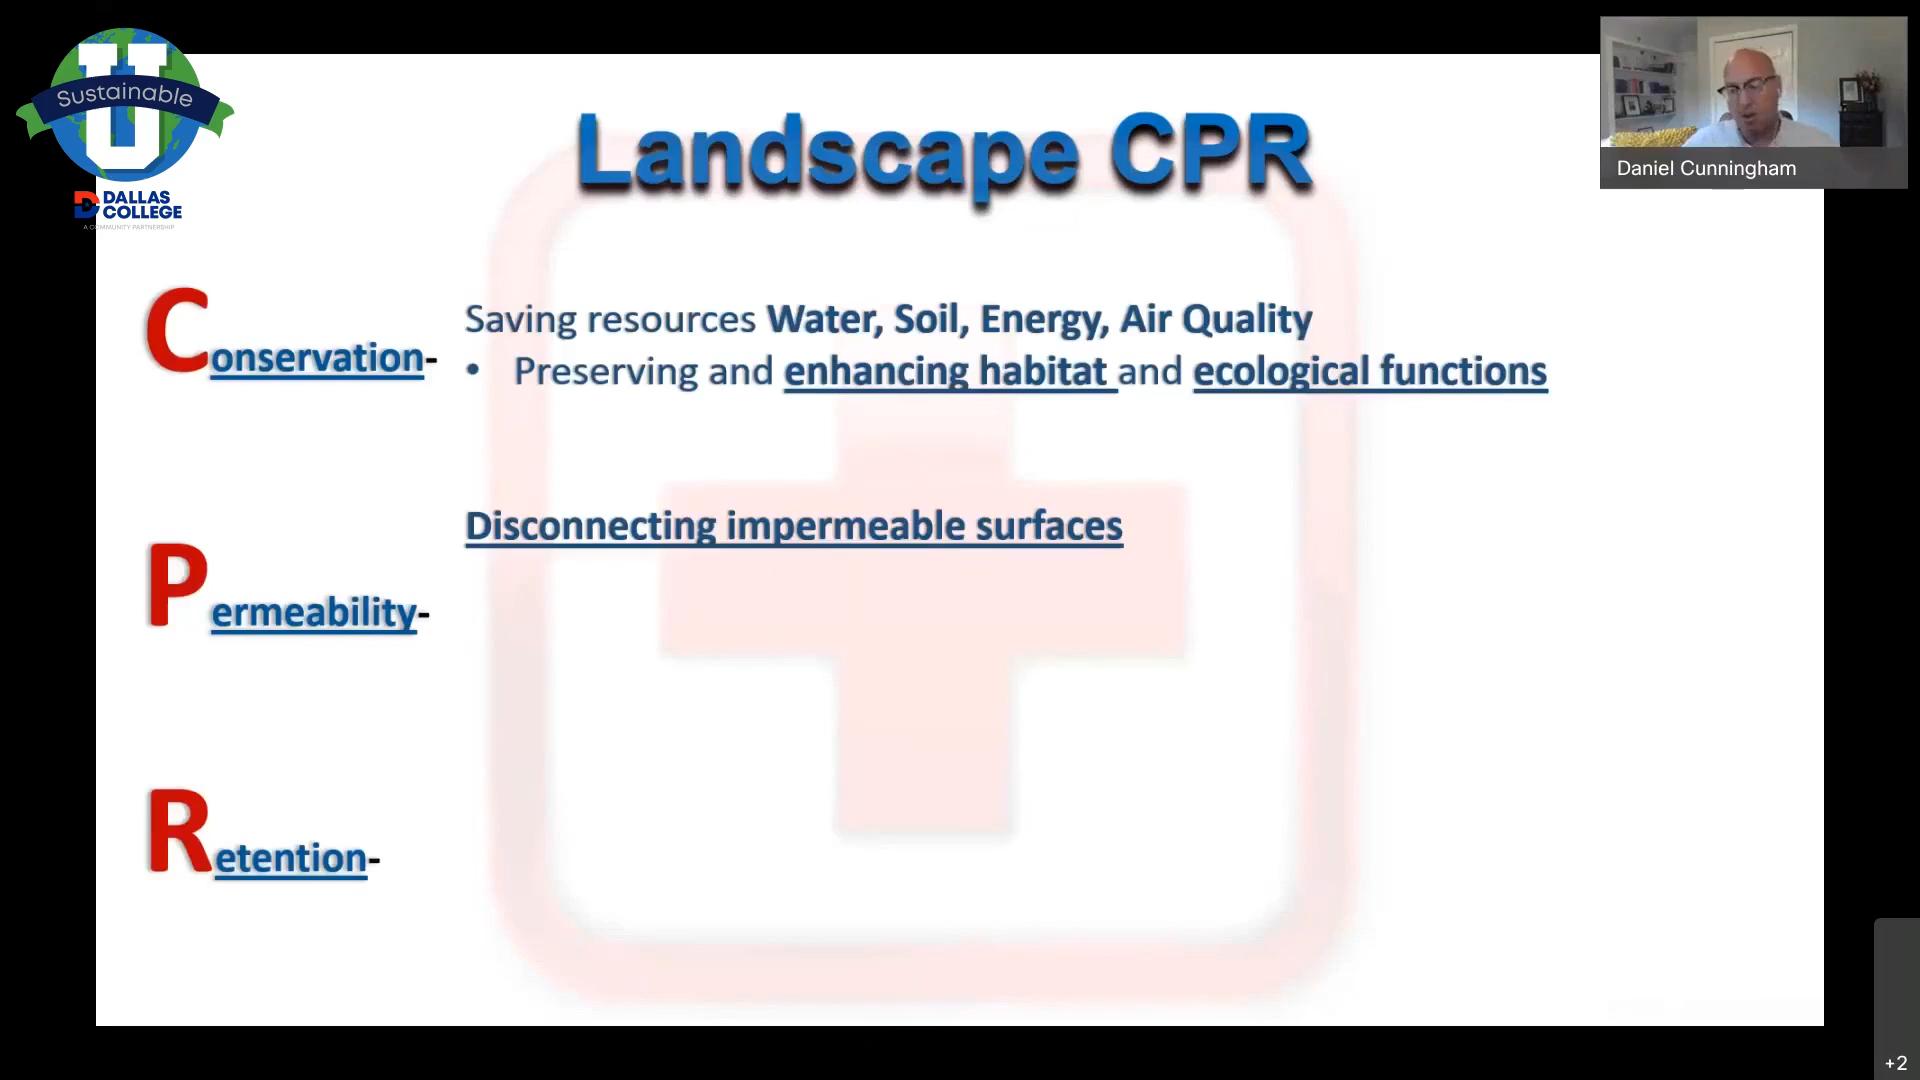 U
Sustainable
DALLAS
COLLEGE
A COMMUNITY PARTNERSHIP
Landscape CPR
Daniel Cunningham
Conservation-
Saving resources Water, Soil, Energy, Air Quality
• Preserving and enhancing habitat and ecological functions
Permeability-
Disconnecting impermeable surfaces
Retention-
+2